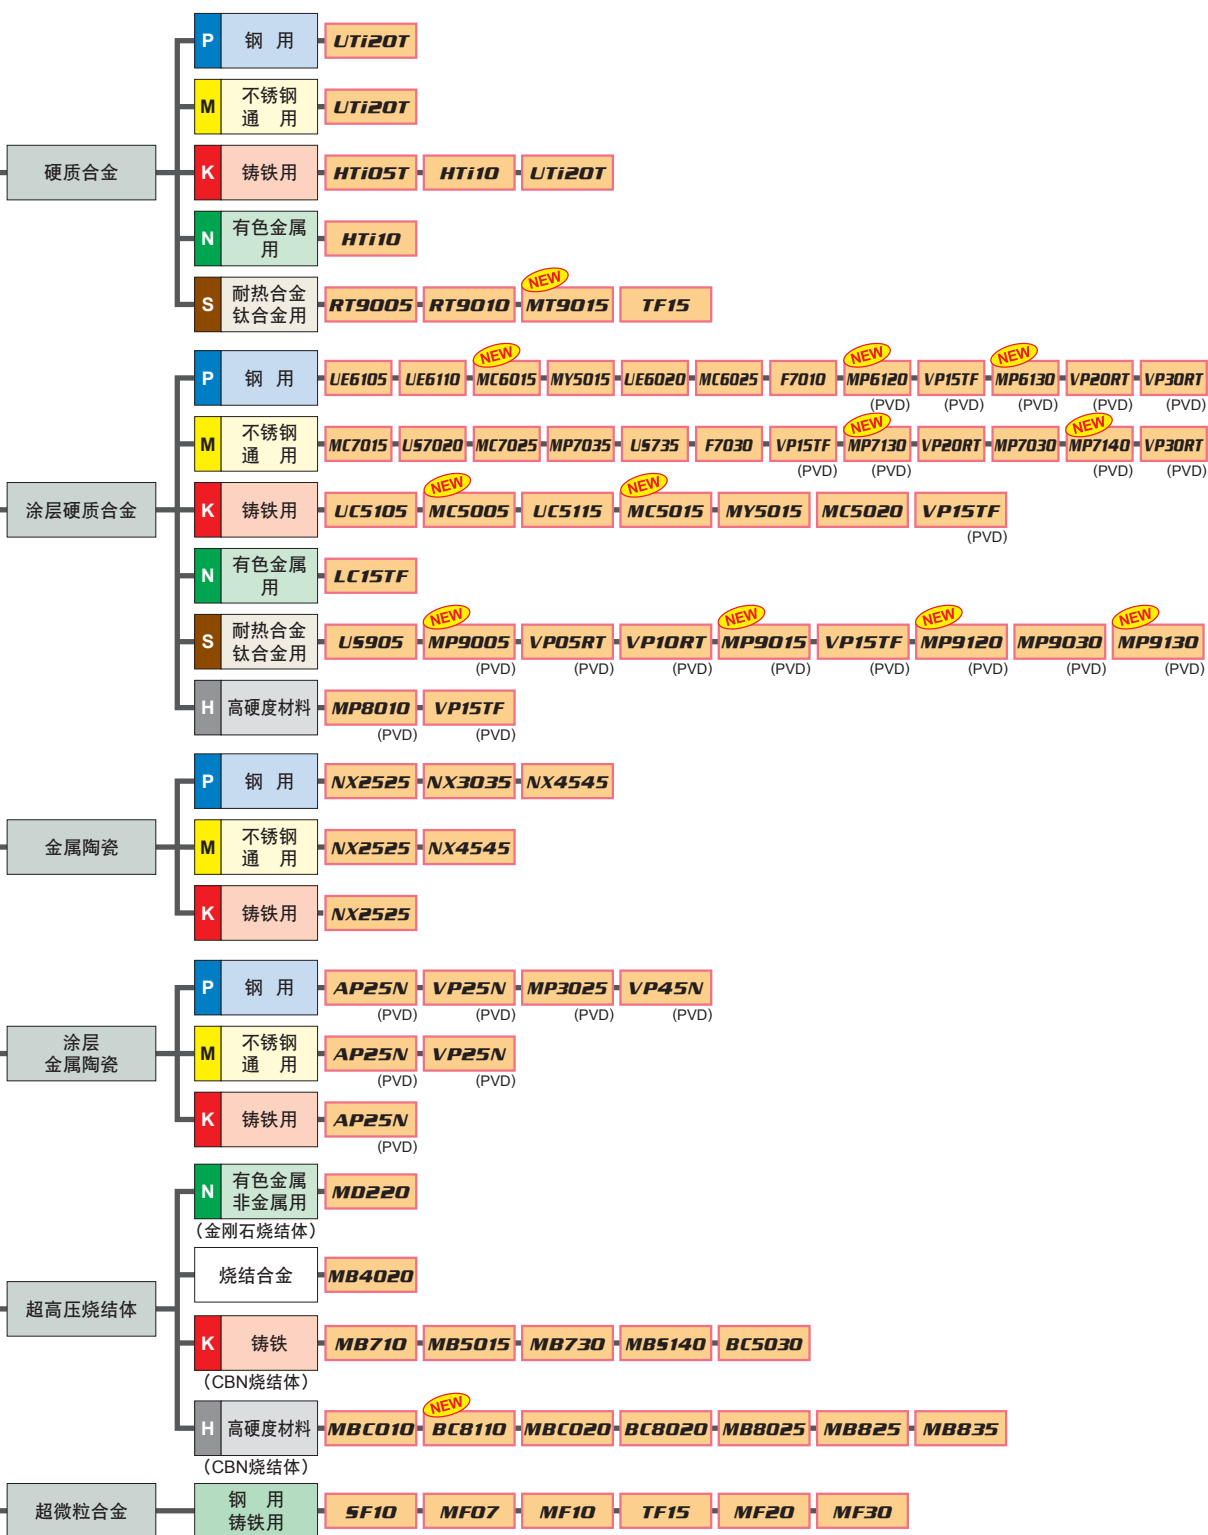 硬质合金
P 钢 用 UTi20T
M 不锈钢
通 用 UTi20T
K 铸铁用 HTi05T HTi10 UTi20T
N 有色金属
用 HTi10
NEW
S 耐热合金
钛合金用 RT9005 RT9010 MT9015 TF15
涂层硬质合金
NEW NEW NEW
P 钢 用 UE6105 UE6110 MC6015 MY5015 UE6020 MC6025 F7010 MP6120 VP15TF MP6130 VP20RT VP30RT
(PVD) (PVD) (PVD) (PVD) (PVD)
NEW NEW
M 不锈钢
通 用 MC7015 US7020 MC7025 MP7035 US735 F7030 VP15TF MP7130 VP20RT MP7030 MP7140 VP30RT
(PVD) (PVD) (PVD) (PVD)
NEW NEW
K 铸铁用 UC5105 MC5005 UC5115 MC5015 MY5015 MC5020 VP15TF
(PVD)
N 有色金属
用 LC15TF
NEW NEW NEW NEW
S 耐热合金
钛合金用 US905 MP9005 VP05RT VP10RT MP9015 VP15TF MP9120 MP9030 MP9130
(PVD) (PVD) (PVD) (PVD) (PVD) (PVD) (PVD) (PVD)
H 高硬度材料 MP8010 VP15TF
(PVD) (PVD)
金属陶瓷
P 钢 用 NX2525 NX3035 NX4545
M 不锈钢
通 用 NX2525 NX4545
K 铸铁用 NX2525
涂层
金属陶瓷
P 钢 用 AP25N VP25N MP3025 VP45N
(PVD) (PVD) (PVD) (PVD)
M 不锈钢
通 用 AP25N VP25N
(PVD) (PVD)
K 铸铁用 AP25N
(PVD)
超高压烧结体
N 有色金属
非金属用 MD220
（金刚石烧结体）
烧结合金 MB4020
K 铸铁 MB710 MB5015 MB730 MBS140 BC5030
（CBN烧结体）
NEW
H 高硬度材料 MBC010 BC8110 MBC020 BC8020 MB8025 MB825 MB835
（CBN烧结体）
超微粒合金
钢 用
铸铁用 SF10 MF07 MF10 TF15 MF20 MF30